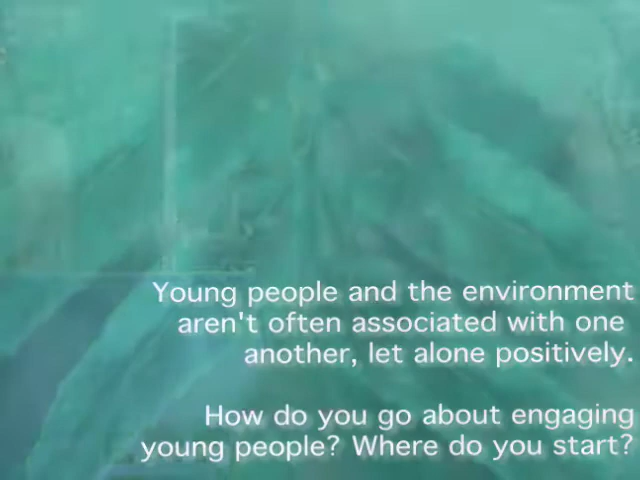 Young people and the environment
aren't often associated with one
another, let alone positively.
How do you go about engaging
young people? Where do you start?